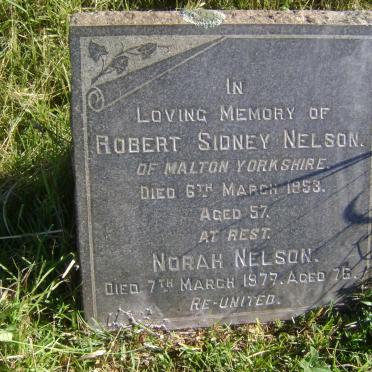 IN
LOVING MEMORY OF
ROBERT SIDNEY NELSON.
OF MALTON YORKSHIRE.
DIED 6TH MARCH 1953.
AGED 57.
AT REST.
NORAH NELSON.
DIED 7TH MARCH 1977. AGED 76.
RE-UNITED.